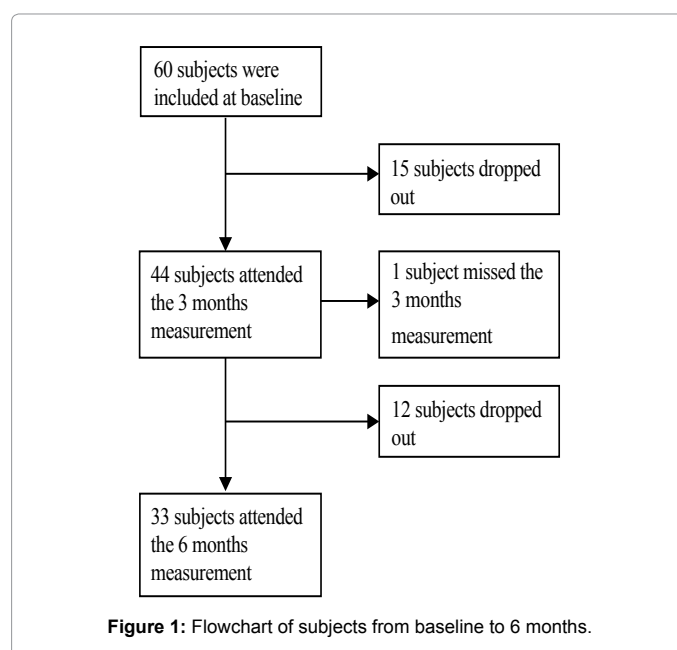 60 subjects were
included at baseline
15 subjects dropped
out
44 subjects attended
the 3 months
measurement
1 subject missed the
3 months
measurement
12 subjects dropped
out
33 subjects attended
the 6 months
measurement
Figure 1: Flowchart of subjects from baseline to 6 months.